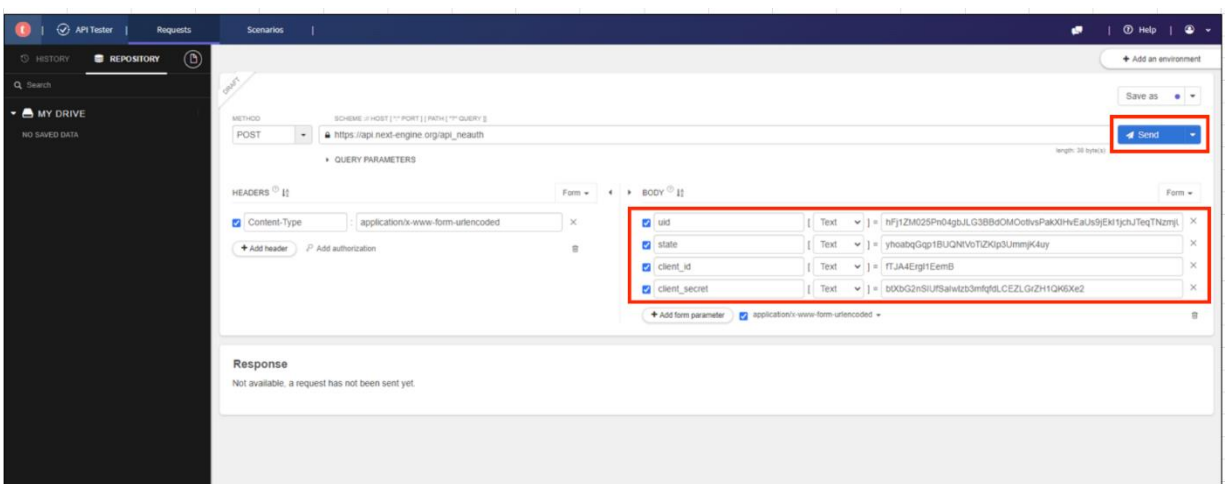 API Tester
Requests
Scenarios
Help
HISTORY
REPOSITORY
+ Add an environment
Search
DRAFT
Save as
MY DRIVE
NO SAVED DATA
METHOD
SCHEME :// HOST [ ":" PORT ] [ PATH [ "?" QUERY ]]
POST
https://api.next-engine.org/api_neauth
Send
length: 38 byte(s)
QUERY PARAMETERS
HEADERS
Form
BODY
Form
Content-Type : application/x-www-form-urlencoded
uid [ Text ] =
state [ Text ] =
client_id [ Text ] =
client_secret [ Text ] =
+ Add header
Add authorization
+ Add form parameter
application/x-www-form-urlencoded
Response
Not available, a request has not been sent yet.